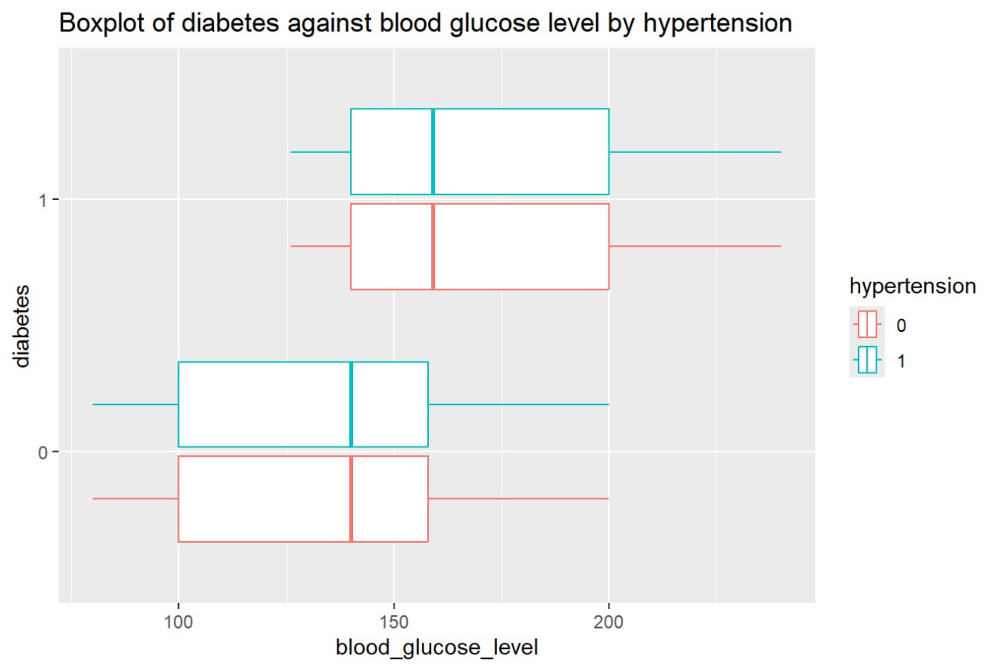 Boxplot of diabetes against blood glucose level by hypertension
1
0
diabetes
100 150 200
blood_glucose_level
hypertension
0
1